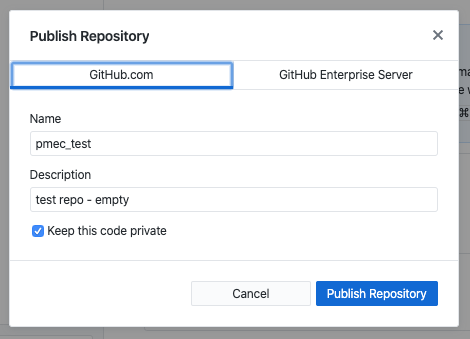 Publish Repository
GitHub.com
GitHub Enterprise Server
Name
pmec_test
Description
test repo - empty
Keep this code private
Cancel
Publish Repository